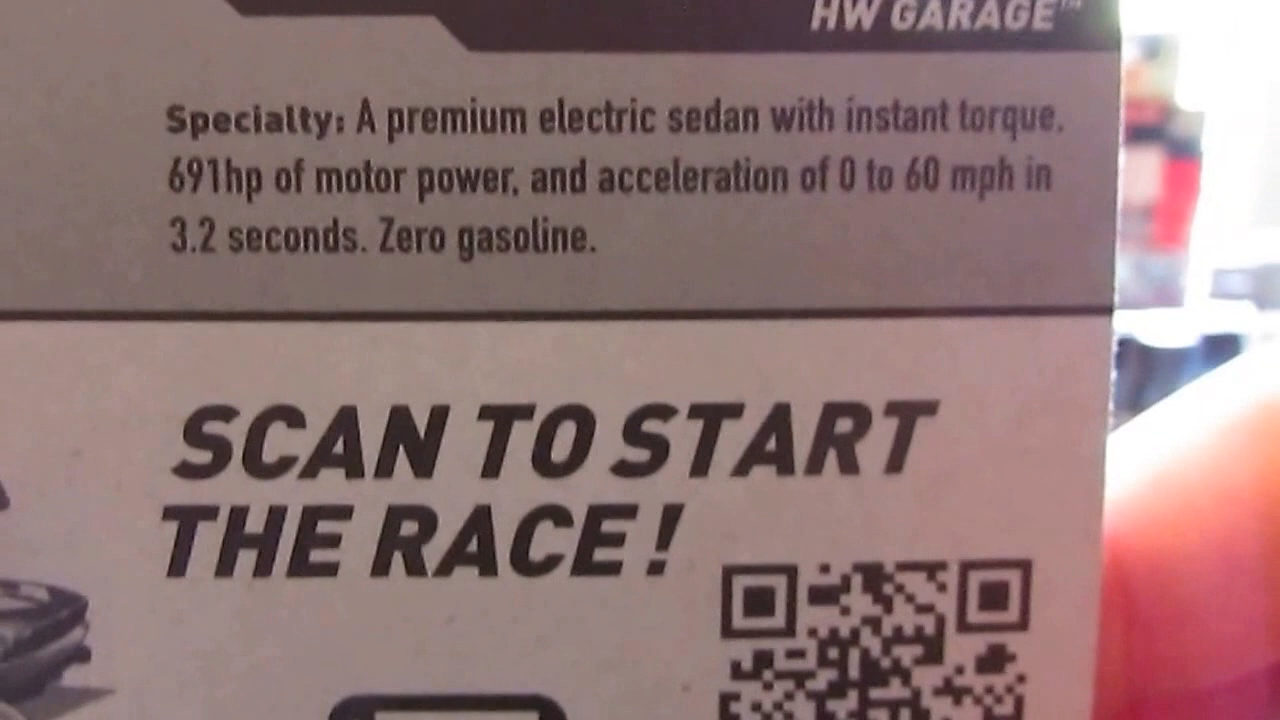 HW GARAGE™
Specialty: A premium electric sedan with instant torque,
691hp of motor power, and acceleration of 0 to 60 mph in
3.2 seconds. Zero gasoline.
SCAN TO START
THE RACE!